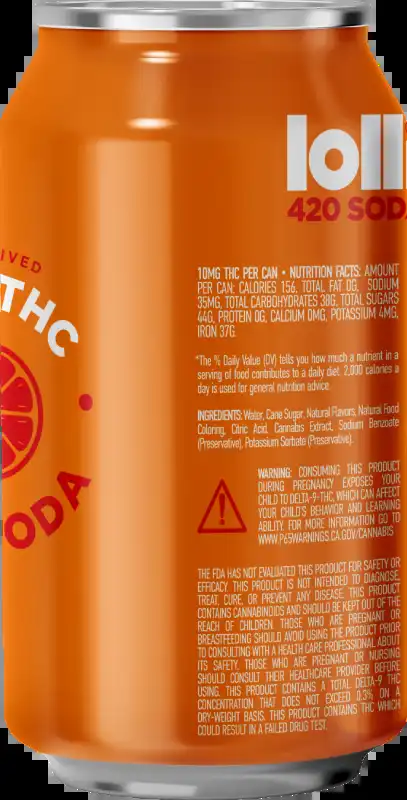 loll
420 SODA
IVED
THC
ODA
10MG THC PER CAN • NUTRITION FACTS: AMOUNT
PER CAN: CALORIES 156, TOTAL FAT 0G, SODIUM
35MG, TOTAL CARBOHYDRATES 38G, TOTAL SUGARS
44G, PROTEIN 0G, CALCIUM 0MG, POTASSIUM 4MG,
IRON 37G.
*The % Daily Value (DV) tells you how much a nutrient in a
serving of food contributes to a daily diet. 2,000 calories a
day is used for general nutrition advice.
INGREDIENTS: Water, Cane Sugar, Natural Flavors, Natural Food
Coloring, Citric Acid, Cannabis Extract, Sodium Benzoate
(Preservative), Potassium Sorbate (Preservative).
WARNING: CONSUMING THIS PRODUCT
DURING PREGNANCY EXPOSES YOUR
CHILD TO DELTA-9-THC, WHICH CAN AFFECT
YOUR CHILD'S BEHAVIOR AND LEARNING
ABILITY. FOR MORE INFORMATION GO TO
WWW.P65WARNINGS.CA.GOV/CANNABIS
THE FDA HAS NOT EVALUATED THIS PRODUCT FOR SAFETY OR
EFFICACY. THIS PRODUCT IS NOT INTENDED TO DIAGNOSE,
TREAT, CURE, OR PREVENT ANY DISEASE. THIS PRODUCT
CONTAINS CANNABINOIDS AND SHOULD BE KEPT OUT OF THE
REACH OF CHILDREN. THOSE WHO ARE PREGNANT OR
BREASTFEEDING SHOULD AVOID USING THE PRODUCT PRIOR
TO CONSULTING WITH A HEALTH CARE PROFESSIONAL ABOUT
ITS SAFETY. THOSE WHO ARE PREGNANT OR NURSING
SHOULD CONSULT THEIR HEALTHCARE PROVIDER BEFORE
USING. THIS PRODUCT CONTAINS A TOTAL DELTA-9 THC
CONCENTRATION THAT DOES NOT EXCEED 0.3% ON A
DRY-WEIGHT BASIS. THIS PRODUCT CONTAINS THC WHICH
COULD RESULT IN A FAILED DRUG TEST.